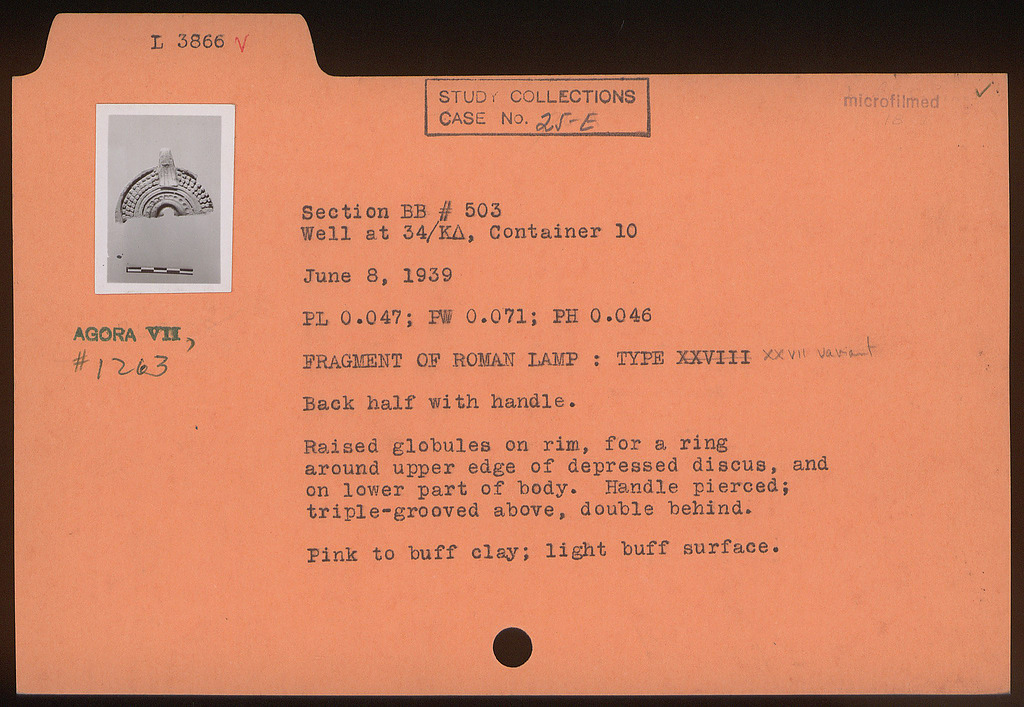 L 3866 √
STUDY COLLECTIONS
CASE No. 25-E
microfilmed ✓
Section BB # 503
Well at 34/ΚΔ, Container 10
June 8, 1939
PL 0.047; PW 0.071; PH 0.046
AGORA VII,
#1263
FRAGMENT OF ROMAN LAMP : TYPE XXVIII XXVII variant
Back half with handle.
Raised globules on rim, for a ring
around upper edge of depressed discus, and
on lower part of body. Handle pierced;
triple-grooved above, double behind.
Pink to buff clay; light buff surface.